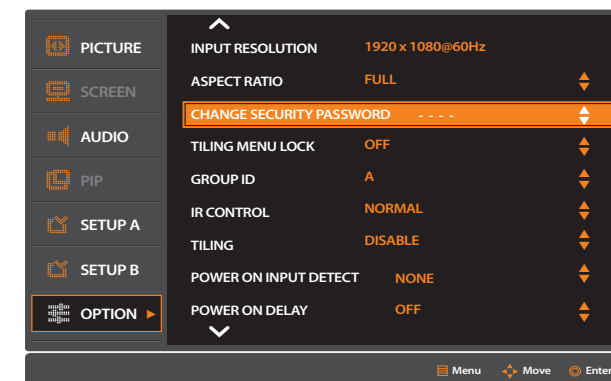 PICTURE
SCREEN
AUDIO
PIP
SETUP A
SETUP B
OPTION
INPUT RESOLUTION 1920 x 1080@60Hz
ASPECT RATIO FULL
CHANGE SECURITY PASSWORD - - - -
TILING MENU LOCK OFF
GROUP ID A
IR CONTROL NORMAL
TILING DISABLE
POWER ON INPUT DETECT NONE
POWER ON DELAY OFF
Menu Move Enter